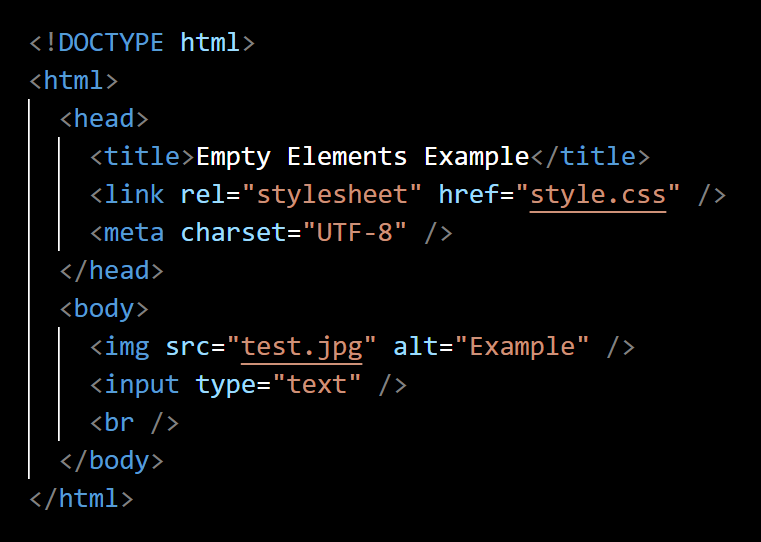 <!DOCTYPE html>
<html>
<head>
<title>Empty Elements Example</title>
<link rel="stylesheet" href="style.css" />
<meta charset="UTF-8" />
</head>
<body>
<img src="test.jpg" alt="Example" />
<input type="text" />
<br />
</body>
</html>